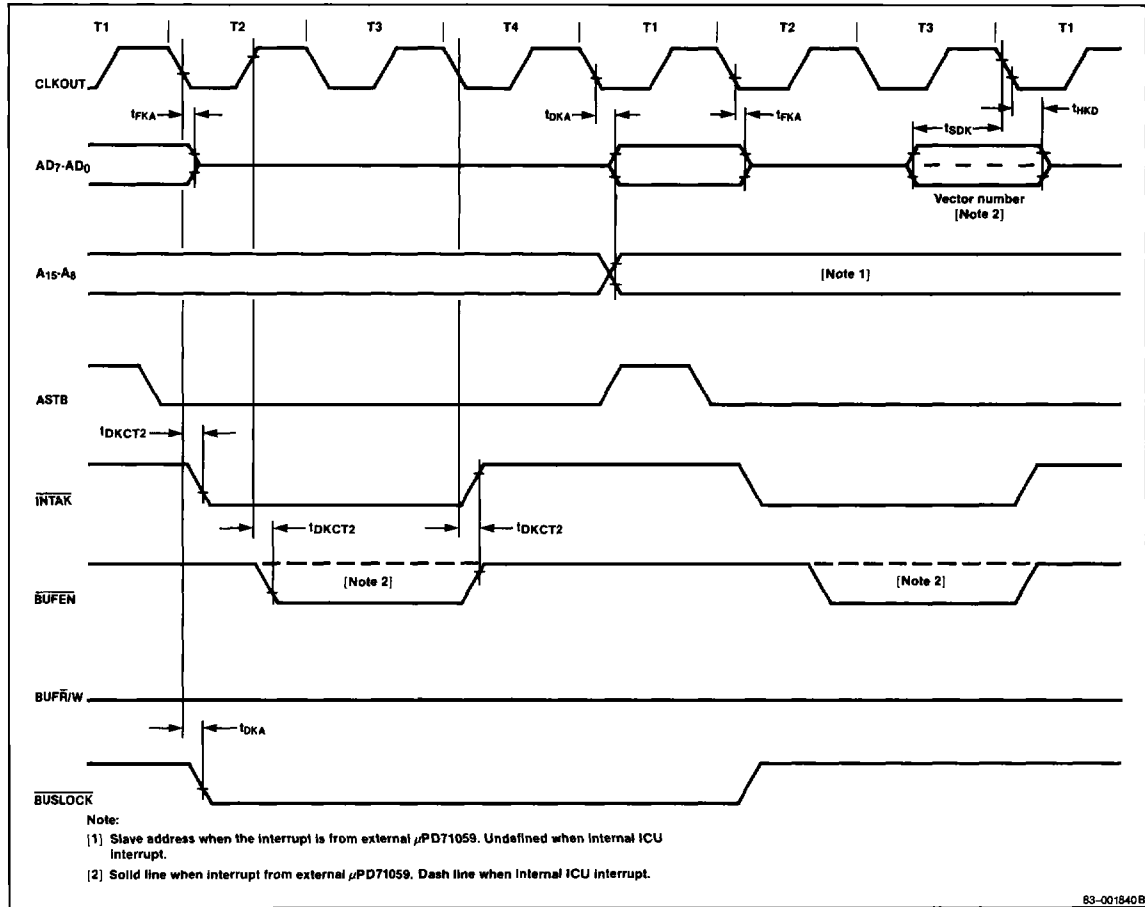 T1 T2 T3 T4 T1 T2 T3 T1
CLKOUT
tFKA tDKA tFKA tSDK tHKD
AD7-AD0
Vector number
[Note 2]
A15-A8
[Note 1]
ASTB
tDKCT2
INTAK
tDKCT2 tDKCT2
[Note 2] [Note 2]
BUFEN
BUFR/W
tDKA
BUSLOCK
Note:
[1] Slave address when the interrupt is from external μPD71059. Undefined when internal ICU
interrupt.
[2] Solid line when interrupt from external μPD71059. Dash line when internal ICU interrupt.
83-001840B